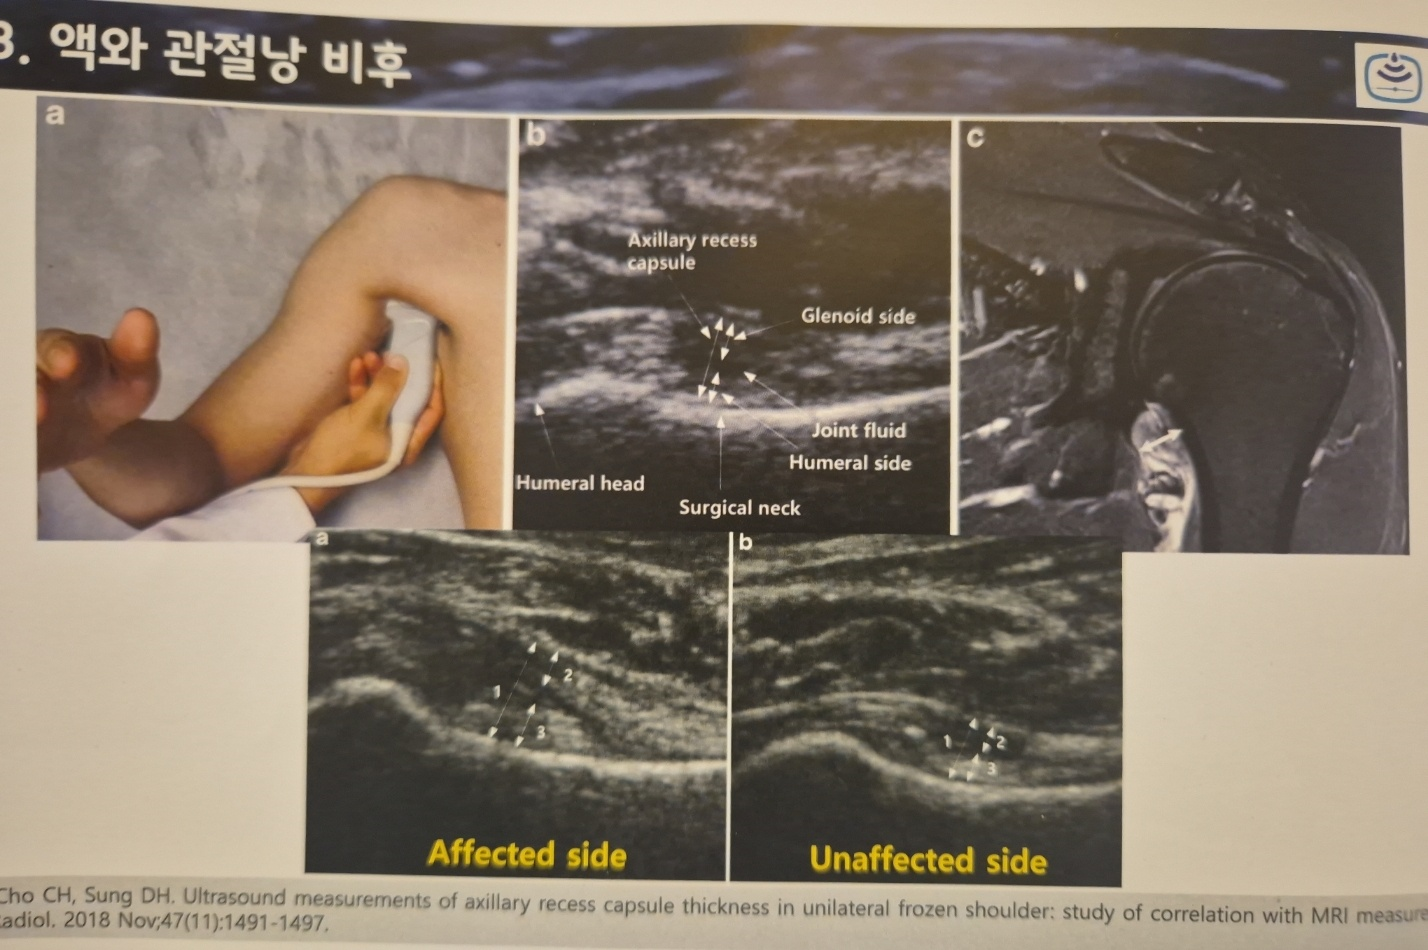 3. 액와 관절낭 비후
a
b
c
Axillary recess
capsule
Glenoid side
Joint fluid
Humeral side
Humeral head
Surgical neck
a
b
1
2
3
1
2
3
Affected side
Unaffected side
Cho CH, Sung DH. Ultrasound measurements of axillary recess capsule thickness in unilateral frozen shoulder: study of correlation with MRI measure
adiol. 2018 Nov;47(11):1491-1497.